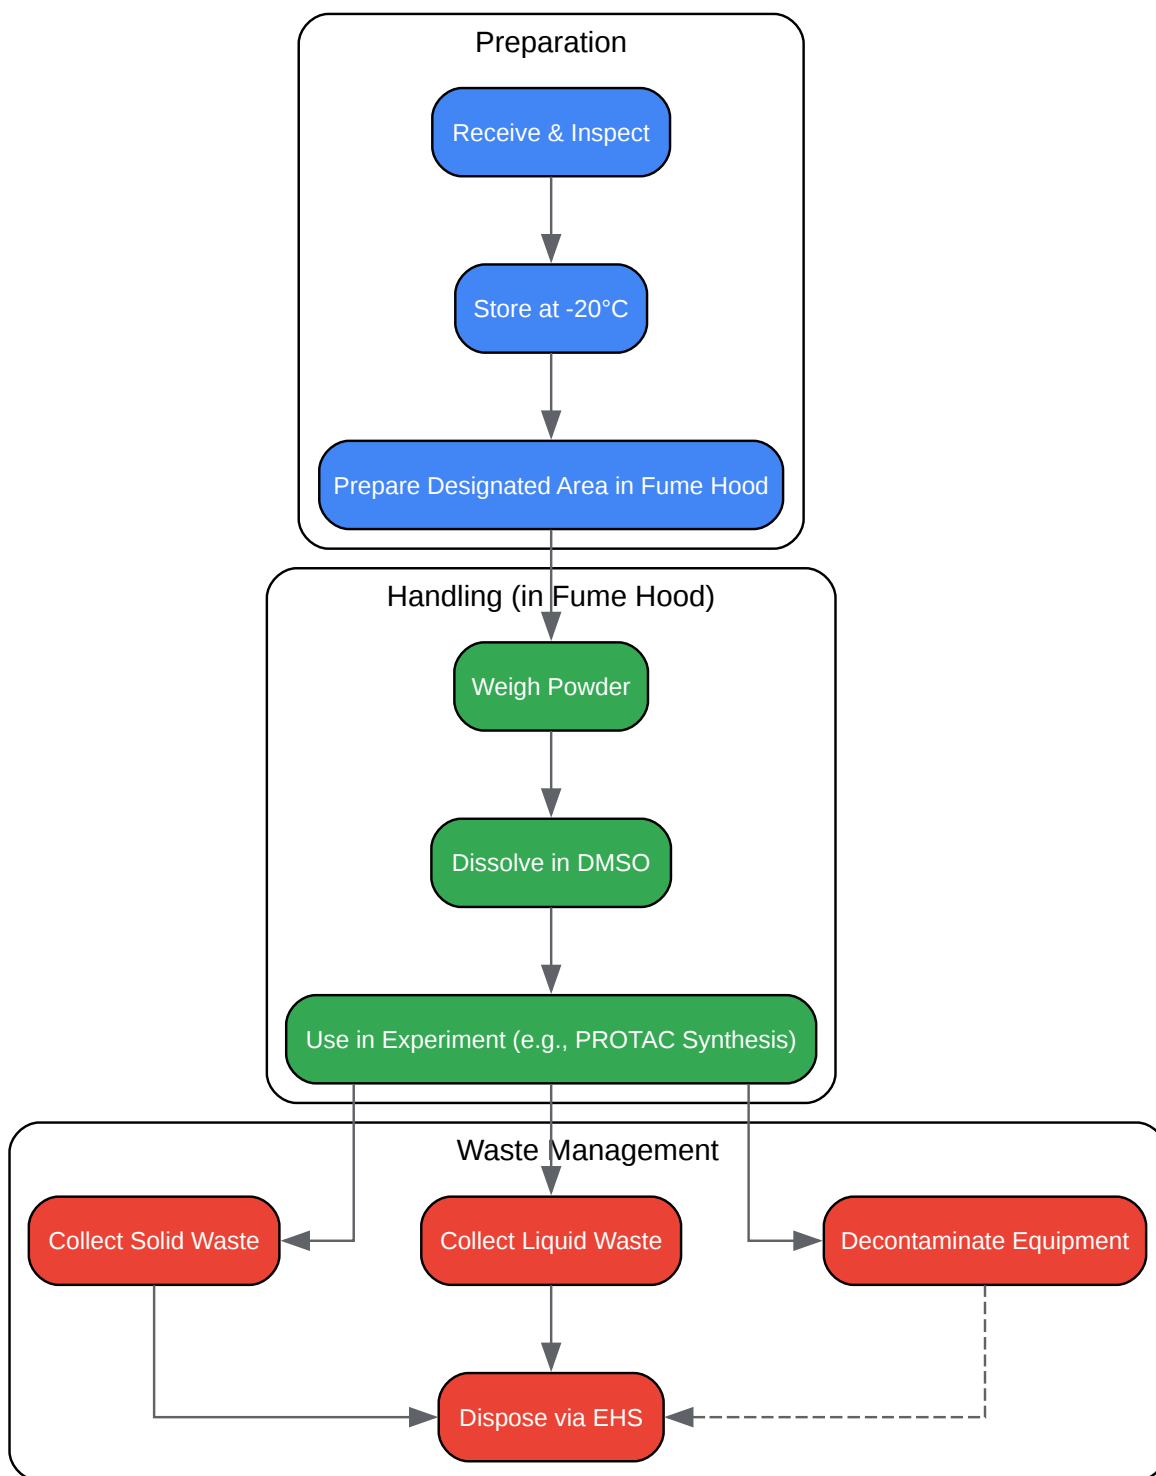 Preparation
Receive & Inspect
Store at -20°C
Prepare Designated Area in Fume Hood
Handling (in Fume Hood)
Weigh Powder
Dissolve in DMSO
Use in Experiment (e.g., PROTAC Synthesis)
Waste Management
Collect Solid Waste
Collect Liquid Waste
Decontaminate Equipment
Dispose via EHS